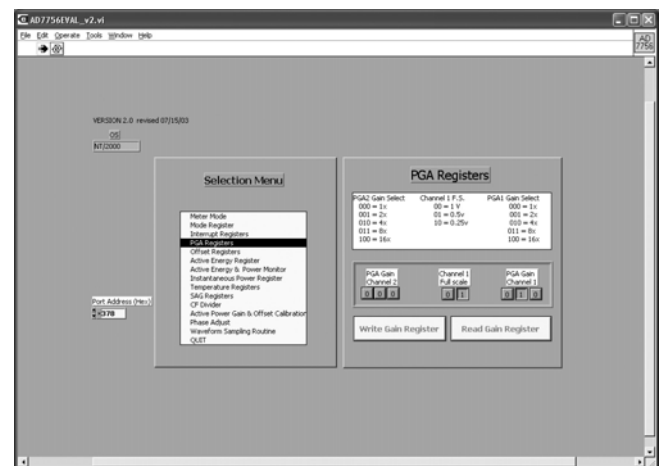 AD7756EVAL_v2.vi
File Edit Operate Tools Window Help
AD
7756
VERSION 2.0 revised 07/15/03
OS
NT/2000
Selection Menu
Meter Mode
Mode Register
Interrupt Registers
PGA Registers
Offset Registers
Active Energy Register
Active Energy & Power Monitor
Instantaneous Power Register
Temperature Registers
SAG Registers
CF Divider
Active Power Gain & Offset Calibration
Phase Adjust
Waveform Sampling Routine
QUIT
Port Address (Hex)
378
PGA Registers
PGA2 Gain Select Channel 1 F.S. PGA1 Gain Select
000 = 1x 00 = 1 V 000 = 1x
001 = 2x 01 = 0.5v 001 = 2x
010 = 4x 10 = 0.25v 010 = 4x
011 = 8x 011 = 8x
100 = 16x 100 = 16x
PGA Gain Channel 1 PGA Gain
Channel 2 Full scale Channel 1
0 0 0 0 1 0 1 0
Write Gain Register Read Gain Register